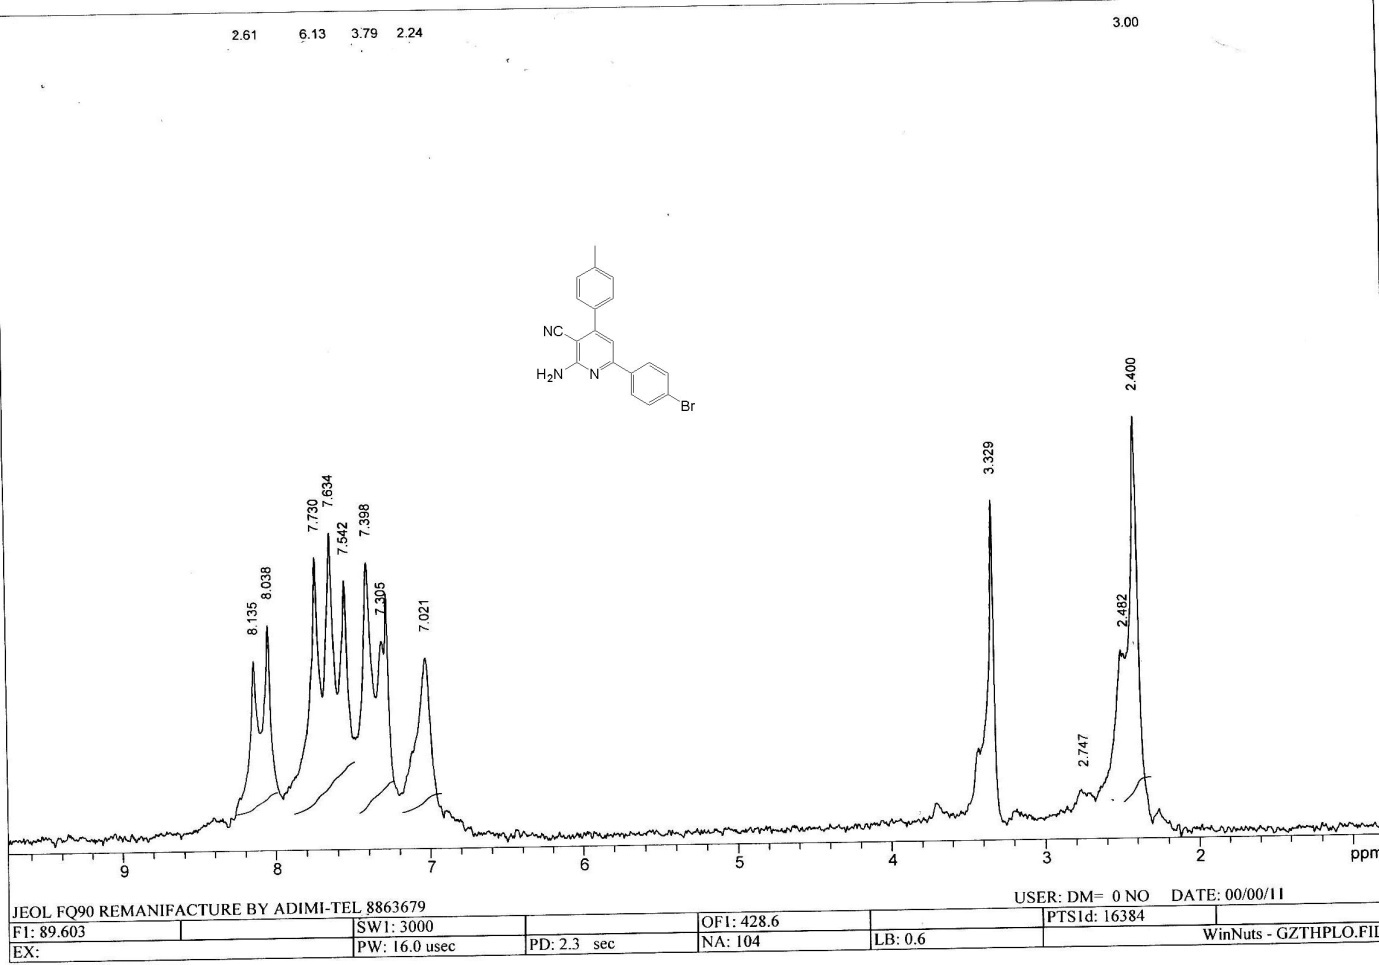 2.61 6.13 3.79 2.24 3.00
NC
H₂N
N
Br
8.135
8.038
7.730
7.634
7.542
7.398
7.305
7.021
3.329
2.747
2.482
2.400
9 8 7 6 5 4 3 2 ppm
USER: DM= 0 NO DATE: 00/00/11
JEOL FQ90 REMANIFACTURE BY ADIMI-TEL 8863679
F1: 89.603 SW1: 3000 OF1: 428.6 PTS1d: 16384
EX: PW: 16.0 usec PD: 2.3 sec NA: 104 LB: 0.6 WinNuts - GZTHPLO.FII